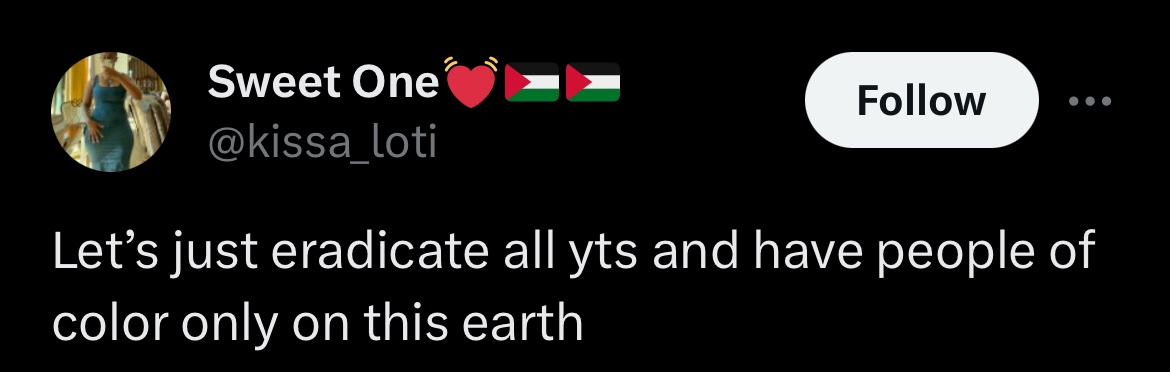 Sweet One💓🇵🇸🇵🇸
Follow
@kissa_loti
Let’s just eradicate all yts and have people of
color only on this earth